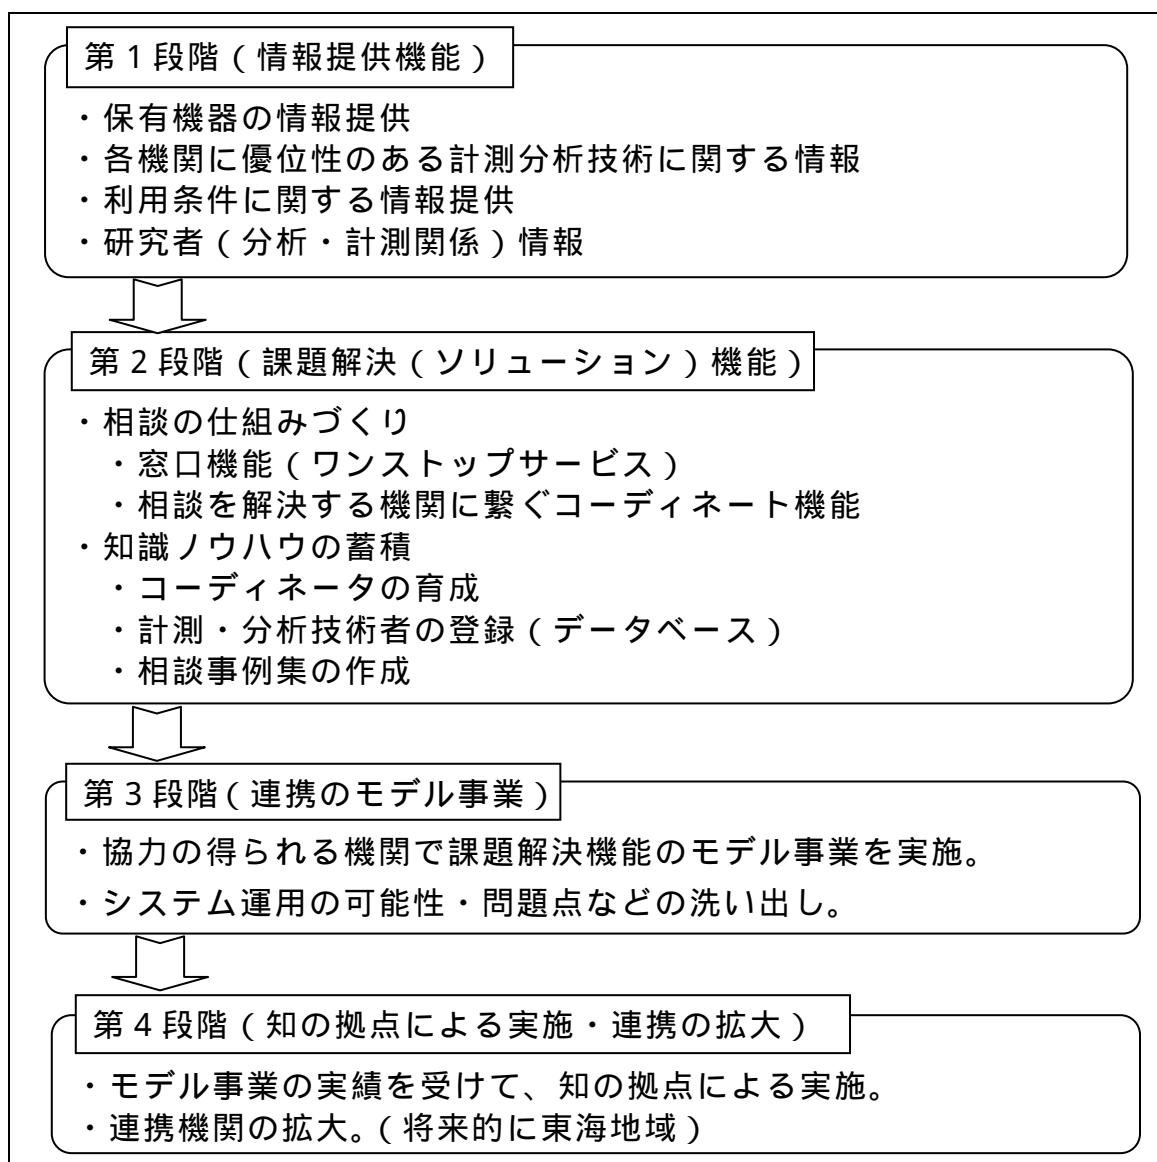 第１段階（情報提供機能）
・保有機器の情報提供
・各機関に優位性のある計測分析技術に関する情報
・利用条件に関する情報提供
・研究者（分析・計測関係）情報
第２段階（課題解決（ソリューション）機能）
・相談の仕組みづくり
・窓口機能（ワンストップサービス）
・相談を解決する機関に繋ぐコーディネート機能
・知識ノウハウの蓄積
・コーディネータの育成
・計測・分析技術者の登録（データベース）
・相談事例集の作成
第３段階（連携のモデル事業）
・協力の得られる機関で課題解決機能のモデル事業を実施。
・システム運用の可能性・問題点などの洗い出し。
第４段階（知の拠点による実施・連携の拡大）
・モデル事業の実績を受けて、知の拠点による実施。
・連携機関の拡大。（将来的に東海地域）